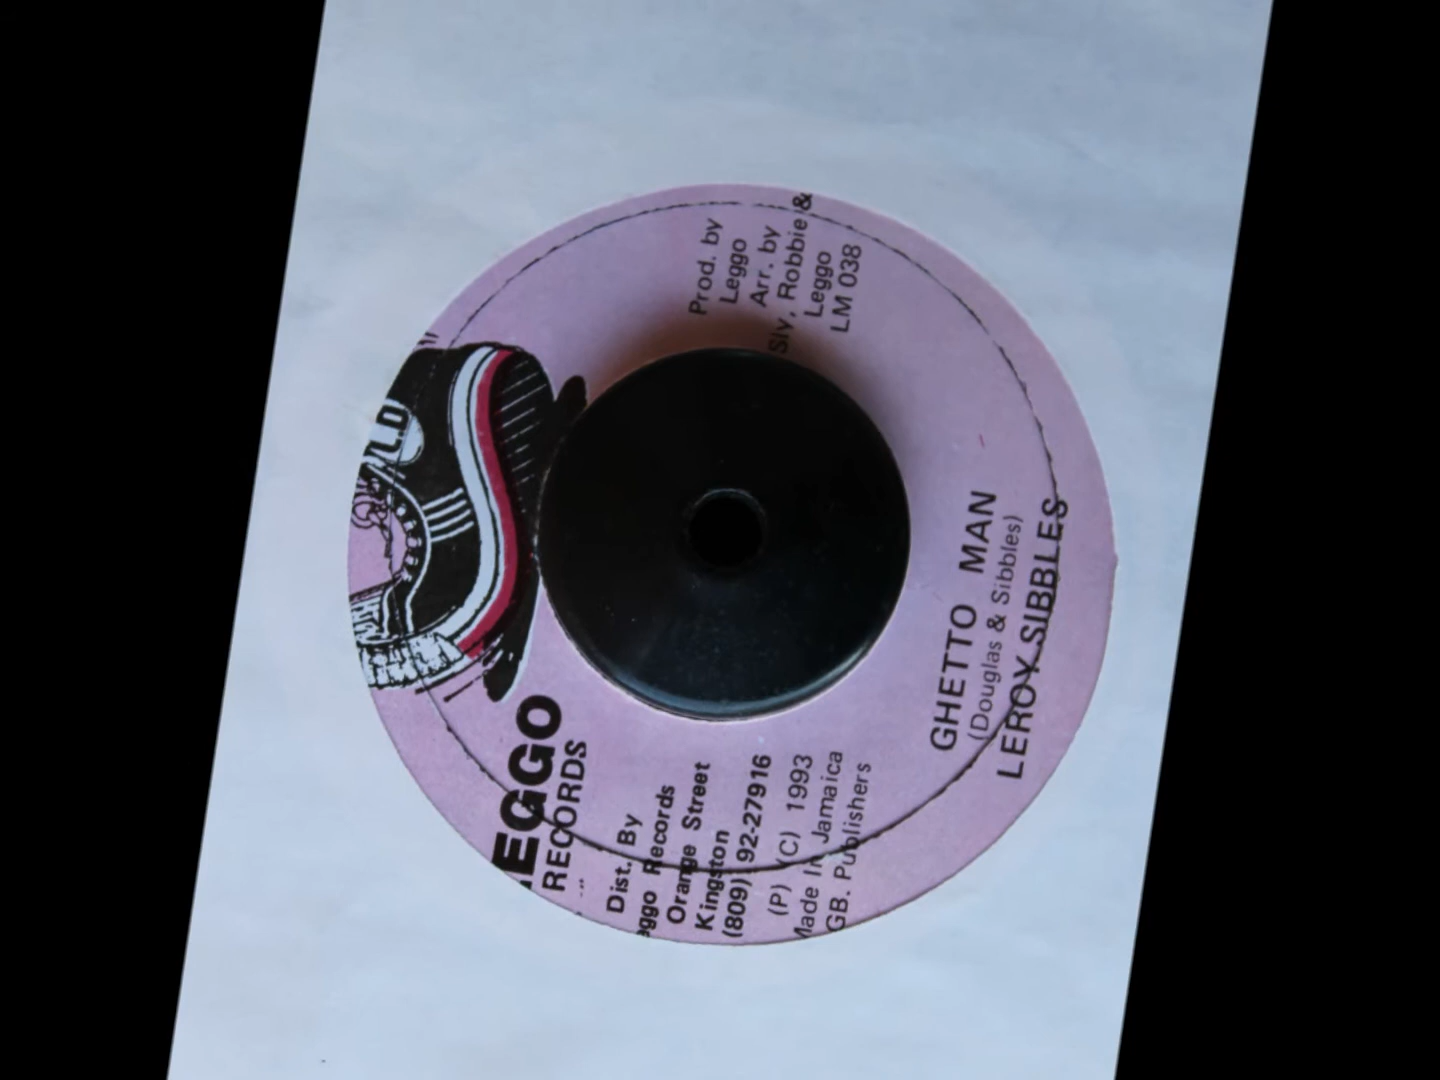 LD
EGGO
RECORDS
Dist. By
eggo Records
Orange Street
Kingston
(809) 92-27916
(P) (C) 1993
Made In Jamaica
GB. Publishers
Prod. by
Leggo
Arr. by
Sly, Robbie &
Leggo
LM 038
GHETTO MAN
(Douglas & Sibbles)
LEROY SIBBLES